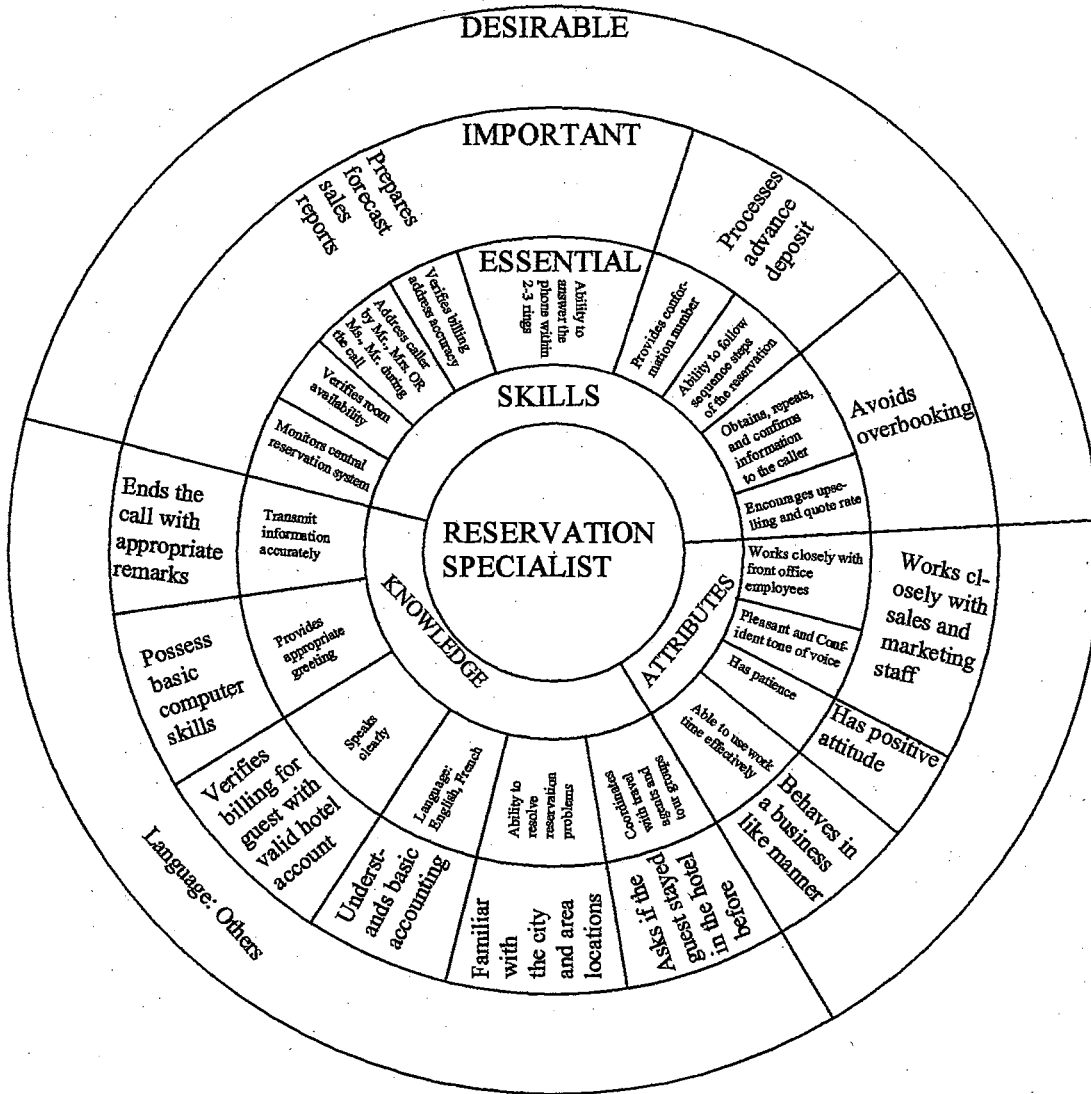 DESIRABLE
IMPORTANT
Prepares
forecast
sales
reports
Processes
advance
deposit
Avoids
overbooking
ESSENTIAL
Monitors central
reservation system
Verifies room
availability
Address caller
by Mr., Mrs. OR
Ms., Mr. during
the call
Verifies billing
address accuracy
Ability to
answer the
phone within
2-3 rings
Provides confor-
mation number
Ability to follow
sequence steps
of the reservation
Obtains, repeats,
and confirms
information
to the caller
Encourages upse-
lling and quote rate
SKILLS
RESERVATION
SPECIALIST
KNOWLEDGE
ATTRIBUTES
Works closely with
front office
employees
Pleasant and Conf-
ident tone of voice
Has patience
Able to use work
time effectively
Works cl-
osely with
sales and
marketing
staff
Has positive
attitude
Behaves in
a business
like manner
Transmit
information
accurately
Provides
appropriate
greeting
Speaks
clearly
Language:
English, French
Ability to
resolve
reservation
problems
Coordinates
with travel
agents and
tour groups
Ends the
call with
appropriate
remarks
Possess
basic
computer
skills
Verifies
billing for
guest with
valid hotel
account
Underst-
ands basic
accounting
Familiar
with
the city
and area
locations
Asks if the
guest stayed
in the hotel
before
Language: Others